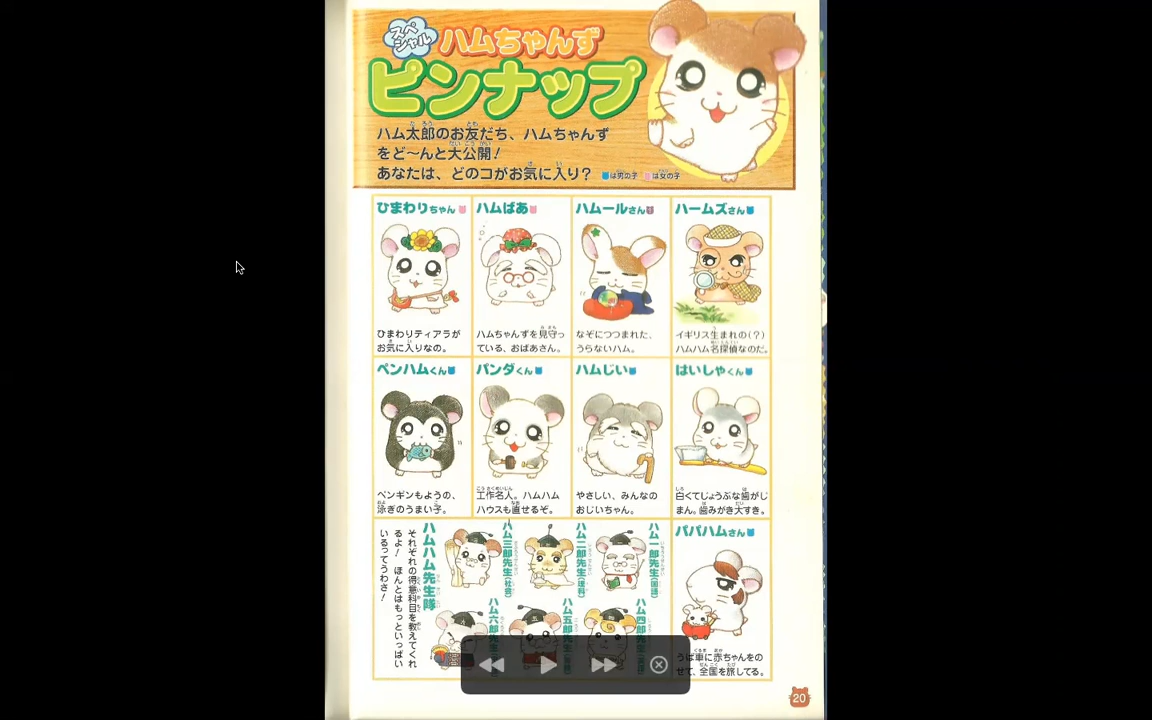 スペシャル
ハムちゃんず
ピンナップ
ハム太郎のお友だち、ハムちゃんず
をど〜んと大公開!
あなたは、どのコがお気に入り? は男の子 は女の子
ひまわりちゃん
ひまわりティアラが
お気に入りなの。
ハムばあ
ハムちゃんずを見守っ
ている、おばあさん。
ハムールさん
なぞにつつまれた、
うらないハム。
ハームズさん
イギリス生まれの(?)
ハムハム名探偵なのだ。
ペンハムくん
ペンギンもようの、
泳ぎのうまい子。
パンダくん
工作名人。ハムハム
ハウスも直せるぞ。
ハムじい
やさしい、みんなの
おじいちゃん。
はいしゃくん
白くてじょうぶな歯がじ
まん。歯みがき大すき。
ハム一郎先生(国語)
ハム二郎先生(理科)
ハム三郎先生(社会)
ハム四郎先生
ハム五郎先生
ハム六郎先生
ハムハム先生隊
それぞれの得意科目を教えてくれ
るよ! ほんとはもっといっぱい
いるってうわさ!
パパハムさん
うば車に赤ちゃんをの
せて、全国を旅してる。
20